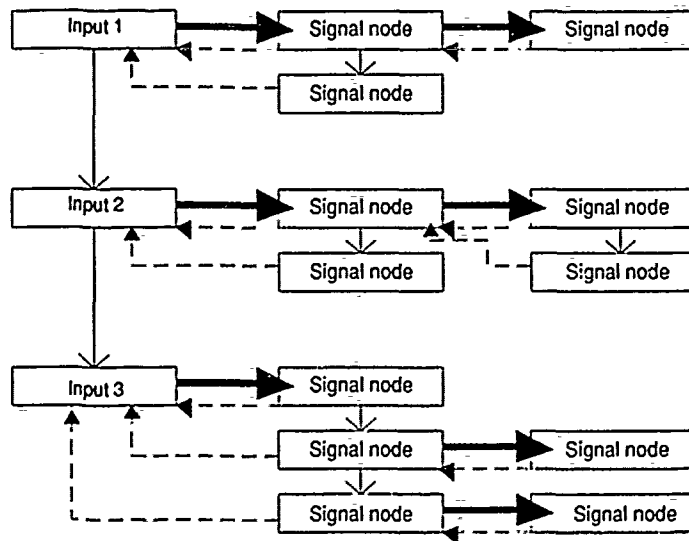 Input 1 Signal node Signal node
Signal node
Input 2 Signal node Signal node
Signal node Signal node
Input 3 Signal node
Signal node Signal node
Signal node Signal node